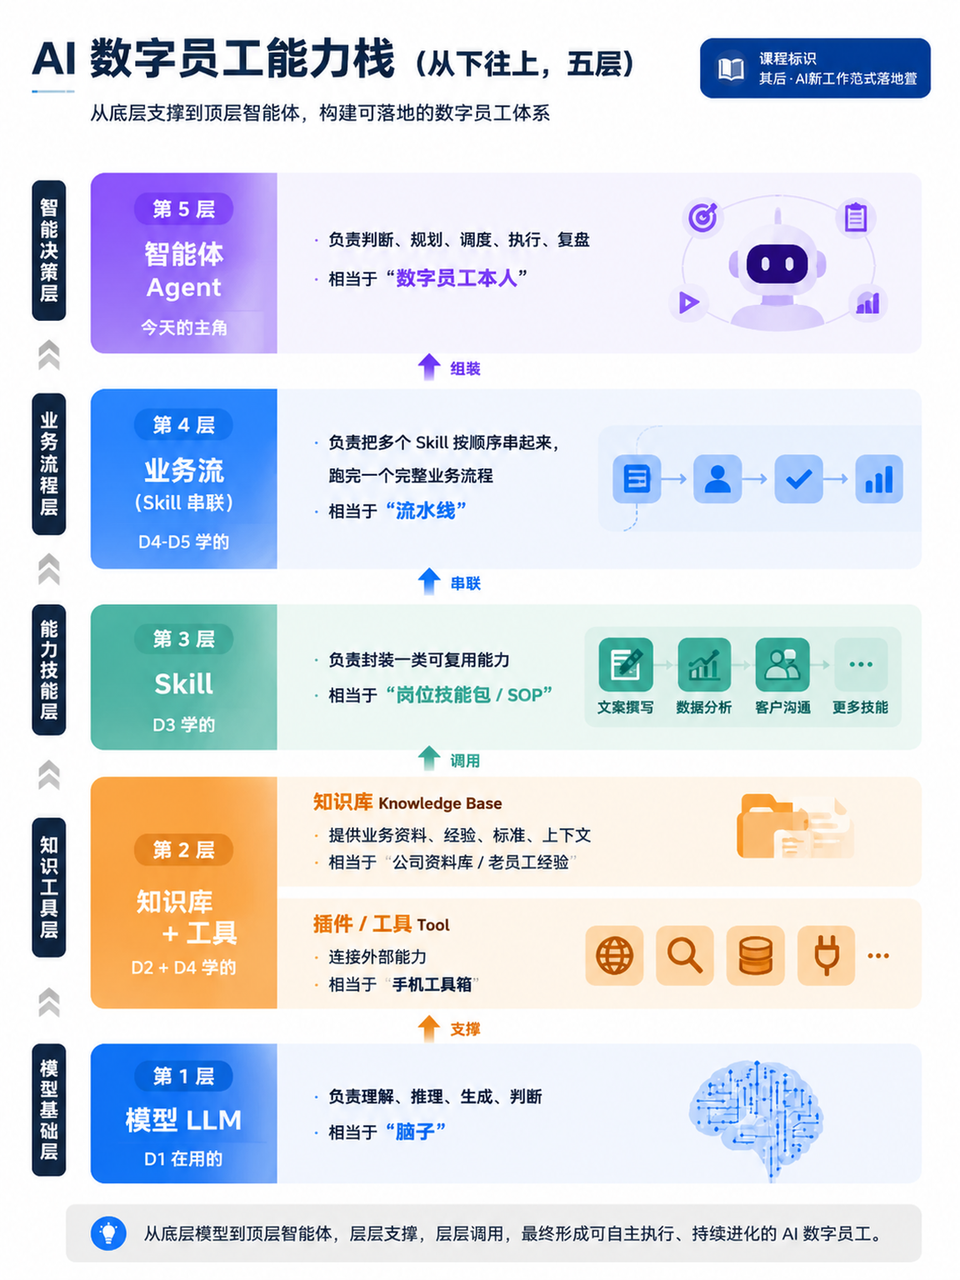 AI 数字员工能力栈（从下往上，五层）
从底层支撑到顶层智能体，构建可落地的数字员工体系
课程标识
其后·AI新工作范式落地营
智能决策层
第 5 层
智能体
Agent
今天的主角
· 负责判断、规划、调度、执行、复盘
· 相当于“数字员工本人”
组装
业务流程层
第 4 层
业务流
（Skill 串联）
D4-D5 学的
· 负责把多个 Skill 按顺序串起来，
跑完一个完整业务流程
· 相当于“流水线”
串联
能力技能层
第 3 层
Skill
D3 学的
· 负责封装一类可复用能力
· 相当于“岗位技能包 / SOP”
文案撰写
数据分析
客户沟通
更多技能
调用
知识工具层
第 2 层
知识库
+ 工具
D2 + D4 学的
知识库 Knowledge Base
· 提供业务资料、经验、标准、上下文
· 相当于“公司资料库 / 老员工经验”
插件 / 工具 Tool
· 连接外部能力
· 相当于“手机工具箱”
支撑
模型基础层
第 1 层
模型 LLM
D1 在用的
· 负责理解、推理、生成、判断
· 相当于“脑子”
从底层模型到顶层智能体，层层支撑，层层调用，最终形成可自主执行、持续进化的 AI 数字员工。